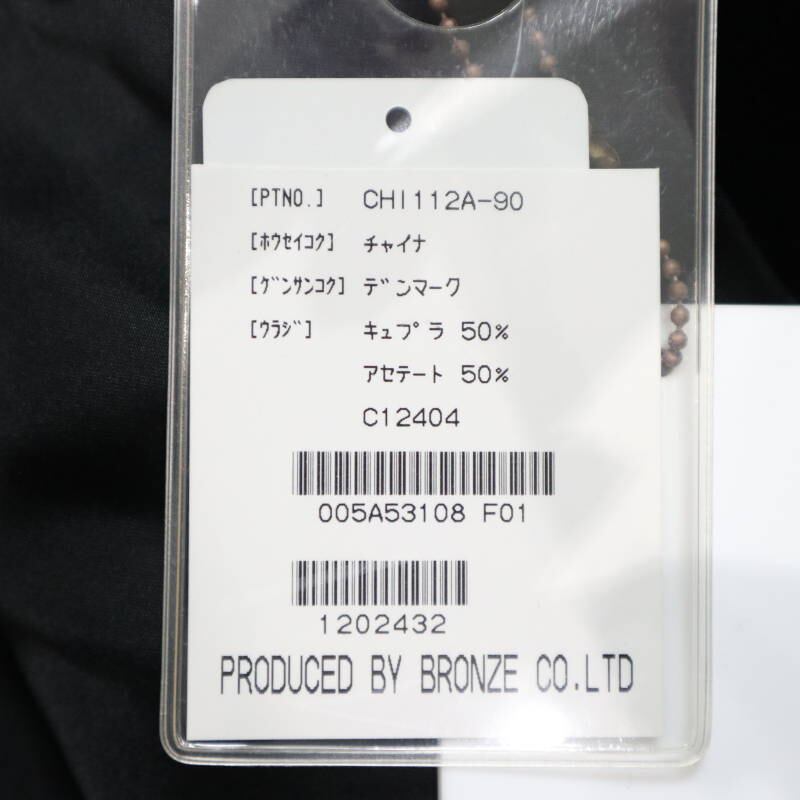 [PTNO.] CHI112A-90
[ﾎｳｾｲｺｸ] チャイナ
[ｹﾞﾝｻﾝｺｸ] デンマーク
[ｳﾗｼﾞ] キュプラ 50%
アセテート 50%
C12404
005A53108 F01
1202432
PRODUCED BY BRONZE CO.LTD